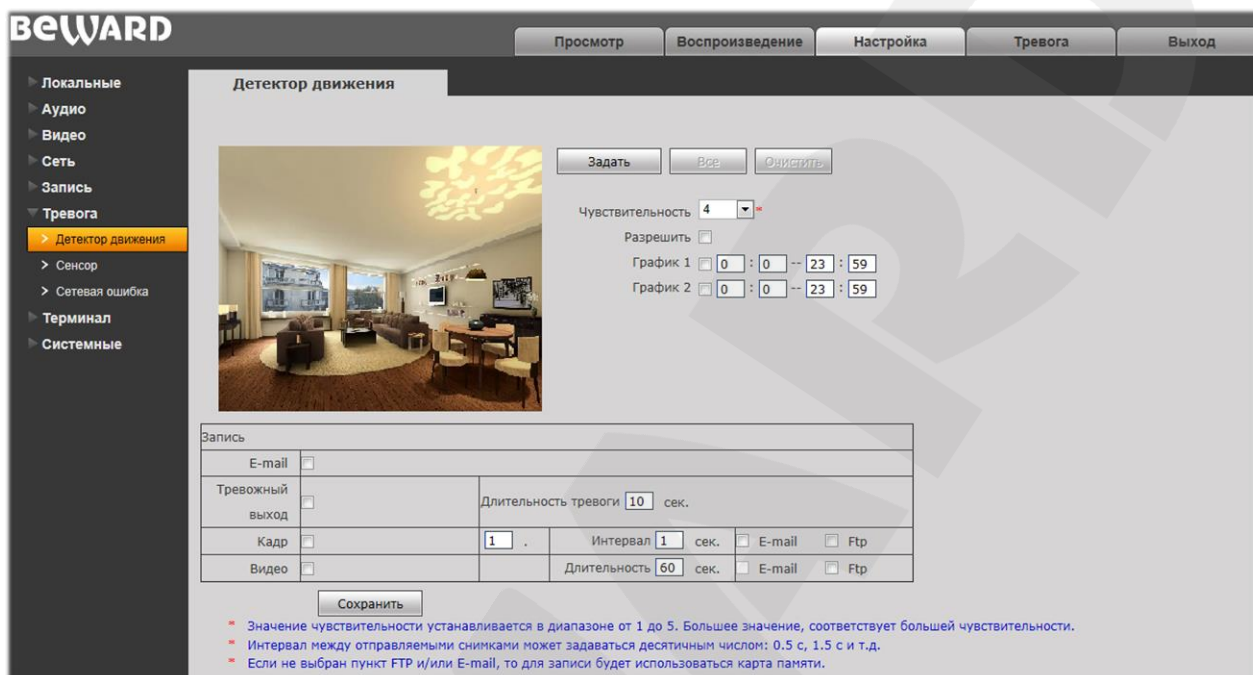 BEWARD
Просмотр Воспроизведение Настройка Тревога Выход
Локальные
Аудио
Видео
Сеть
Запись
Тревога
> Детектор движения
> Сенсор
> Сетевая ошибка
Терминал
Системные
Детектор движения
Задать Все Очистить
Чувствительность 4 *
Разрешить
График 1 0 : 0 -- 23 : 59
График 2 0 : 0 -- 23 : 59
Запись
E-mail
Тревожный
выход
Длительность тревоги 10 сек.
Кадр 1 . Интервал 1 сек. E-mail Ftp
Видео Длительность 60 сек. E-mail Ftp
Сохранить
* Значение чувствительности устанавливается в диапазоне от 1 до 5. Большее значение, соответствует большей чувствительности.
* Интервал между отправляемыми снимками может задаваться десятичным числом: 0.5 с, 1.5 с и т.д.
* Если не выбран пункт FTP и/или E-mail, то для записи будет использоваться карта памяти.